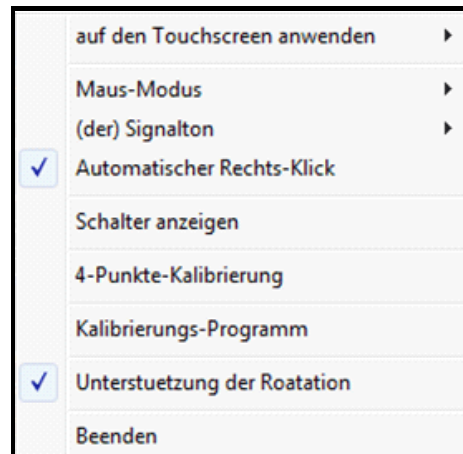 auf den Touchscreen anwenden
Maus-Modus
(der) Signalton
Automatischer Rechts-Klick
Schalter anzeigen
4-Punkte-Kalibrierung
Kalibrierungs-Programm
Unterstuetzung der Roatation
Beenden